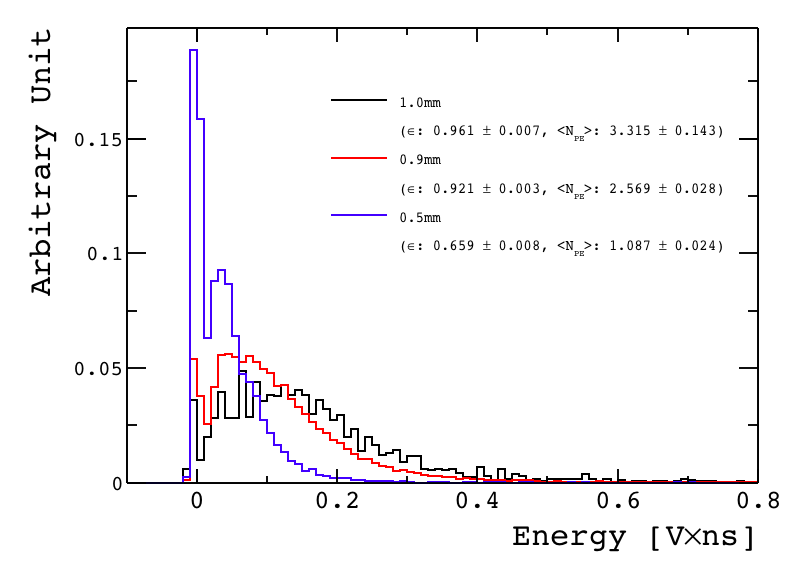 Arbitrary Unit
0.15
0.1
0.05
0
1.0mm
(∈: 0.961 ± 0.007, <N_PE>: 3.315 ± 0.143)
0.9mm
(∈: 0.921 ± 0.003, <N_PE>: 2.569 ± 0.028)
0.5mm
(∈: 0.659 ± 0.008, <N_PE>: 1.087 ± 0.024)
0 0.2 0.4 0.6 0.8
Energy [V×ns]